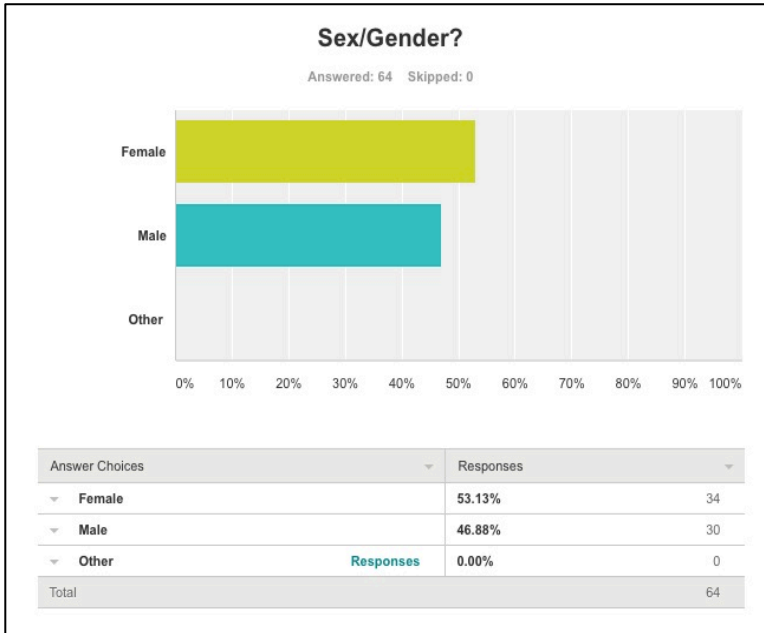 Sex/Gender?
Answered: 64 Skipped: 0
Female
Male
Other
0% 10% 20% 30% 40% 50% 60% 70% 80% 90% 100%
Answer Choices Responses
Female 53.13% 34
Male 46.88% 30
Other Responses 0.00% 0
Total 64